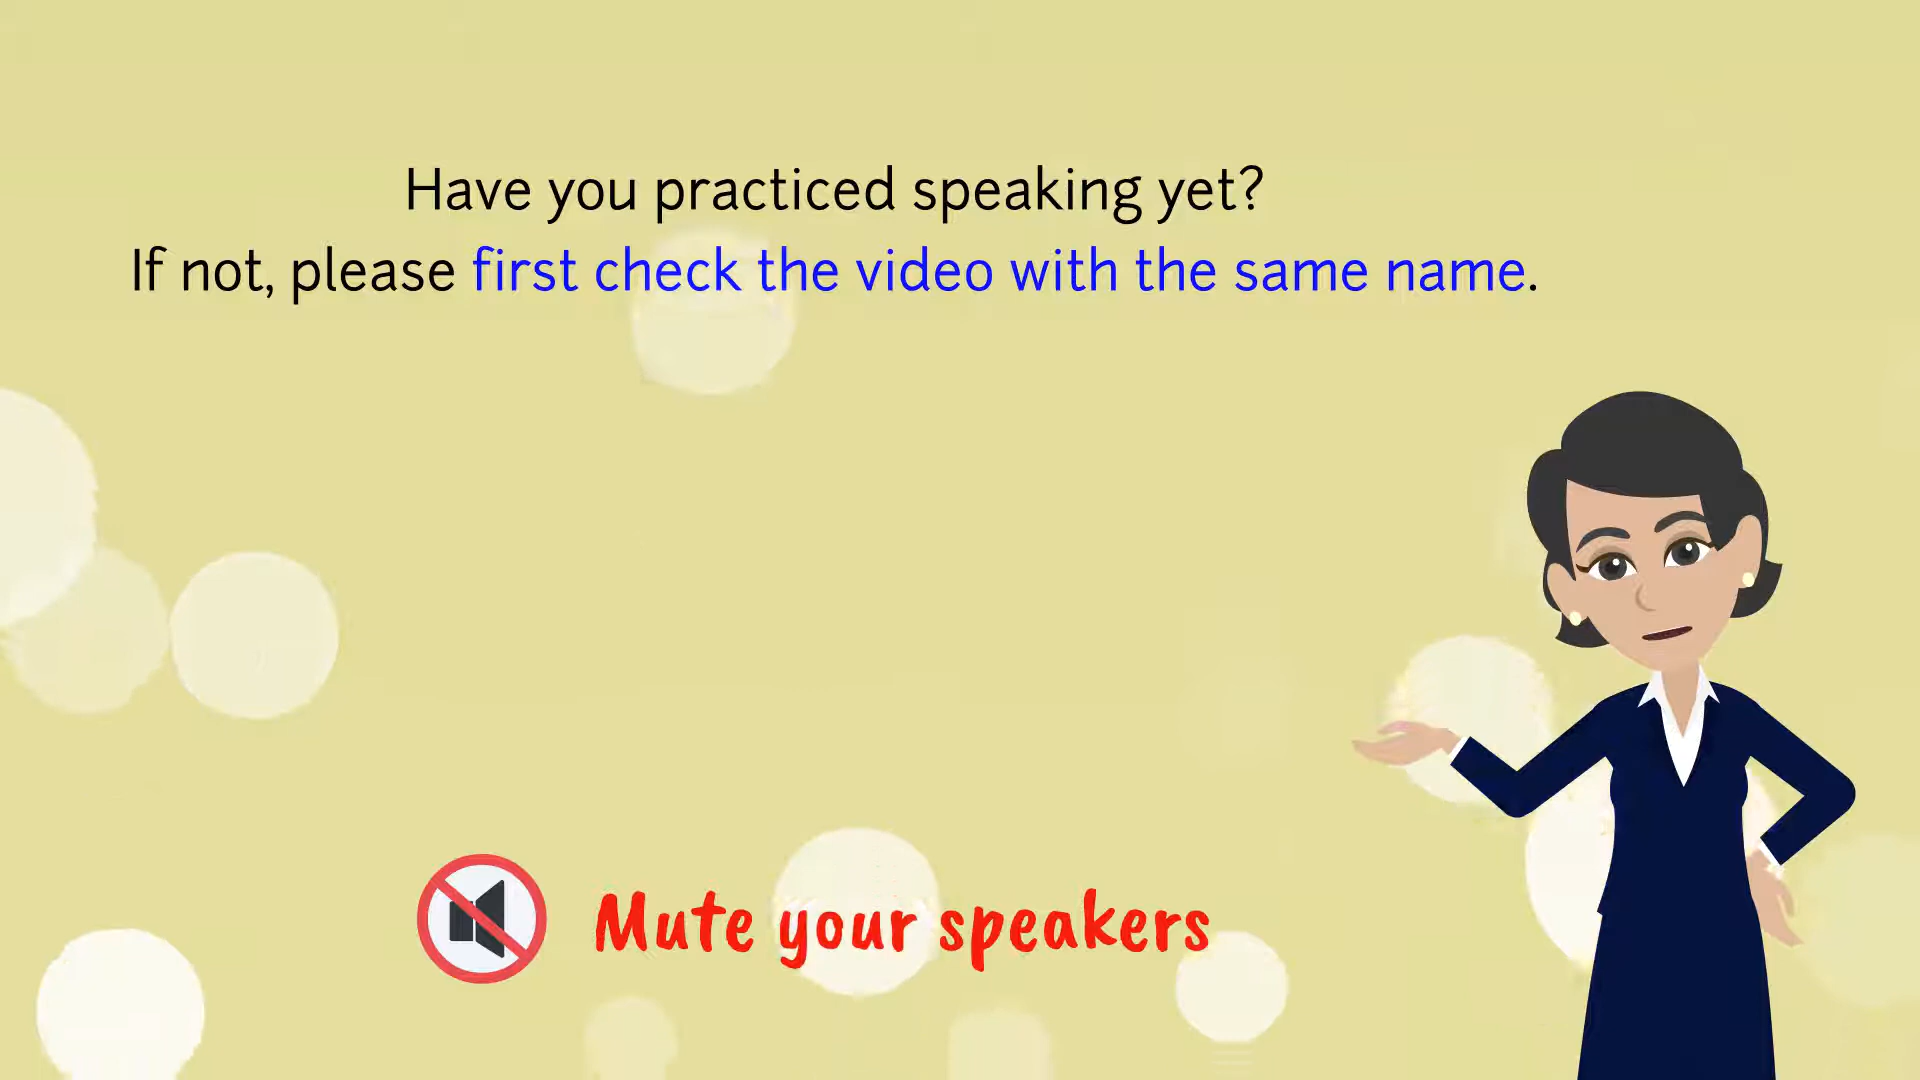 Have you practiced speaking yet?
If not, please first check the video with the same name.
Mute your speakers